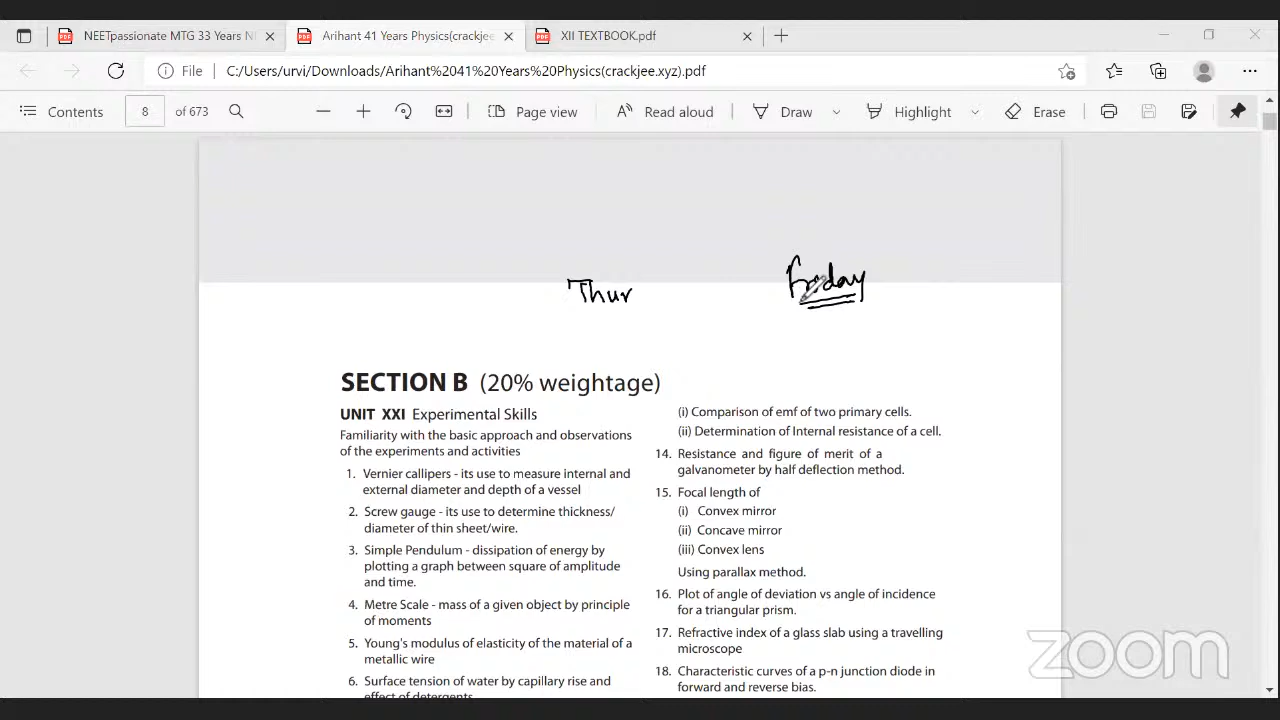 NEETpassionate MTG 33 Years NE
Arihant 41 Years Physics(crackjee
XII TEXTBOOK.pdf
File
C:/Users/urvi/Downloads/Arihant%2041%20Years%20Physics(crackjee.xyz).pdf
Contents 8 of 673 Page view Read aloud Draw Highlight Erase
Thur Friday
SECTION B (20% weightage)
UNIT XXI Experimental Skills
Familiarity with the basic approach and observations
of the experiments and activities
1. Vernier callipers - its use to measure internal and
external diameter and depth of a vessel
2. Screw gauge - its use to determine thickness/
diameter of thin sheet/wire.
3. Simple Pendulum - dissipation of energy by
plotting a graph between square of amplitude
and time.
4. Metre Scale - mass of a given object by principle
of moments
5. Young's modulus of elasticity of the material of a
metallic wire
6. Surface tension of water by capillary rise and
effect of detergents
(i) Comparison of emf of two primary cells.
(ii) Determination of Internal resistance of a cell.
14. Resistance and figure of merit of a
galvanometer by half deflection method.
15. Focal length of
(i) Convex mirror
(ii) Concave mirror
(iii) Convex lens
Using parallax method.
16. Plot of angle of deviation vs angle of incidence
for a triangular prism.
17. Refractive index of a glass slab using a travelling
microscope
18. Characteristic curves of a p-n junction diode in
forward and reverse bias.
zoom